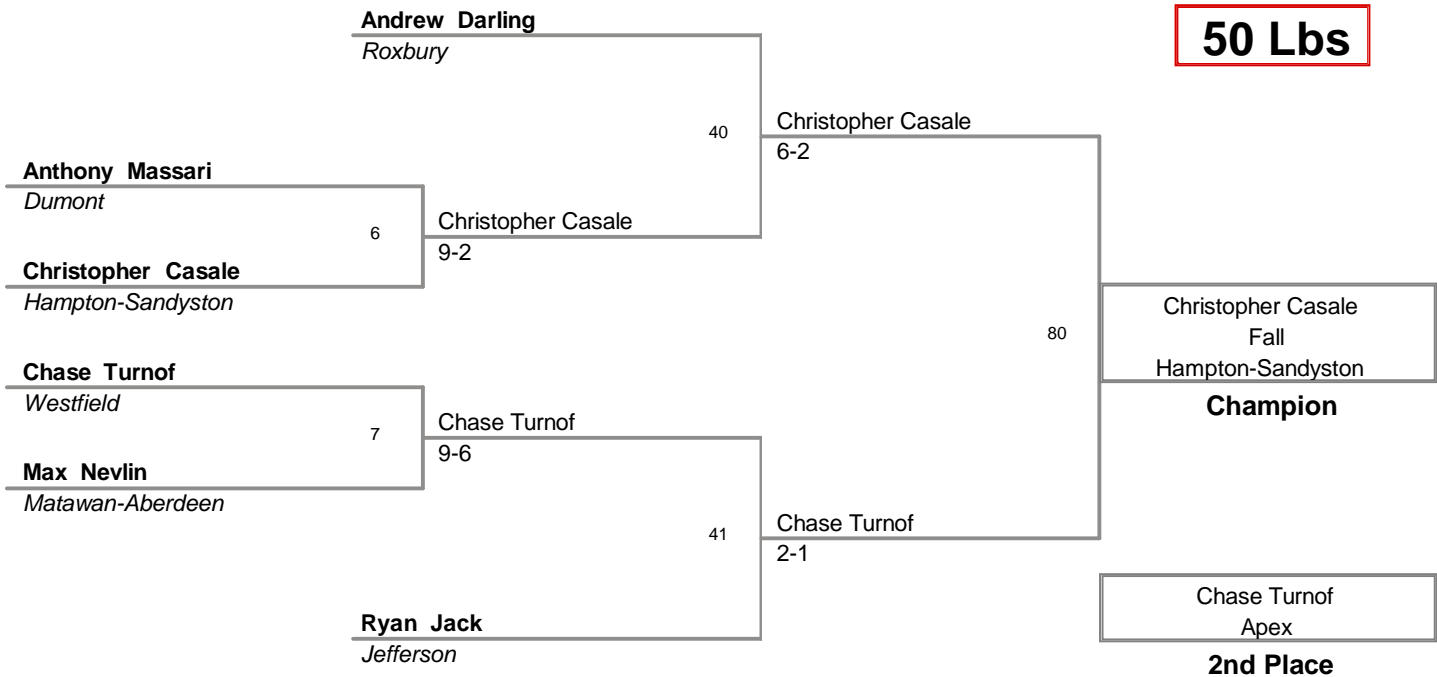 Andrew Darling
Roxbury
50 Lbs
40
Christopher Casale
6-2
Anthony Massari
Dumont
6
Christopher Casale
9-2
Christopher Casale
Hampton-Sandyston
80
Christopher Casale
Fall
Hampton-Sandyston
Champion
Chase Turnof
Westfield
7
Chase Turnof
9-6
Max Nevlin
Matawan-Aberdeen
41
Chase Turnof
2-1
Ryan Jack
Jefferson
Chase Turnof
Apex
2nd Place